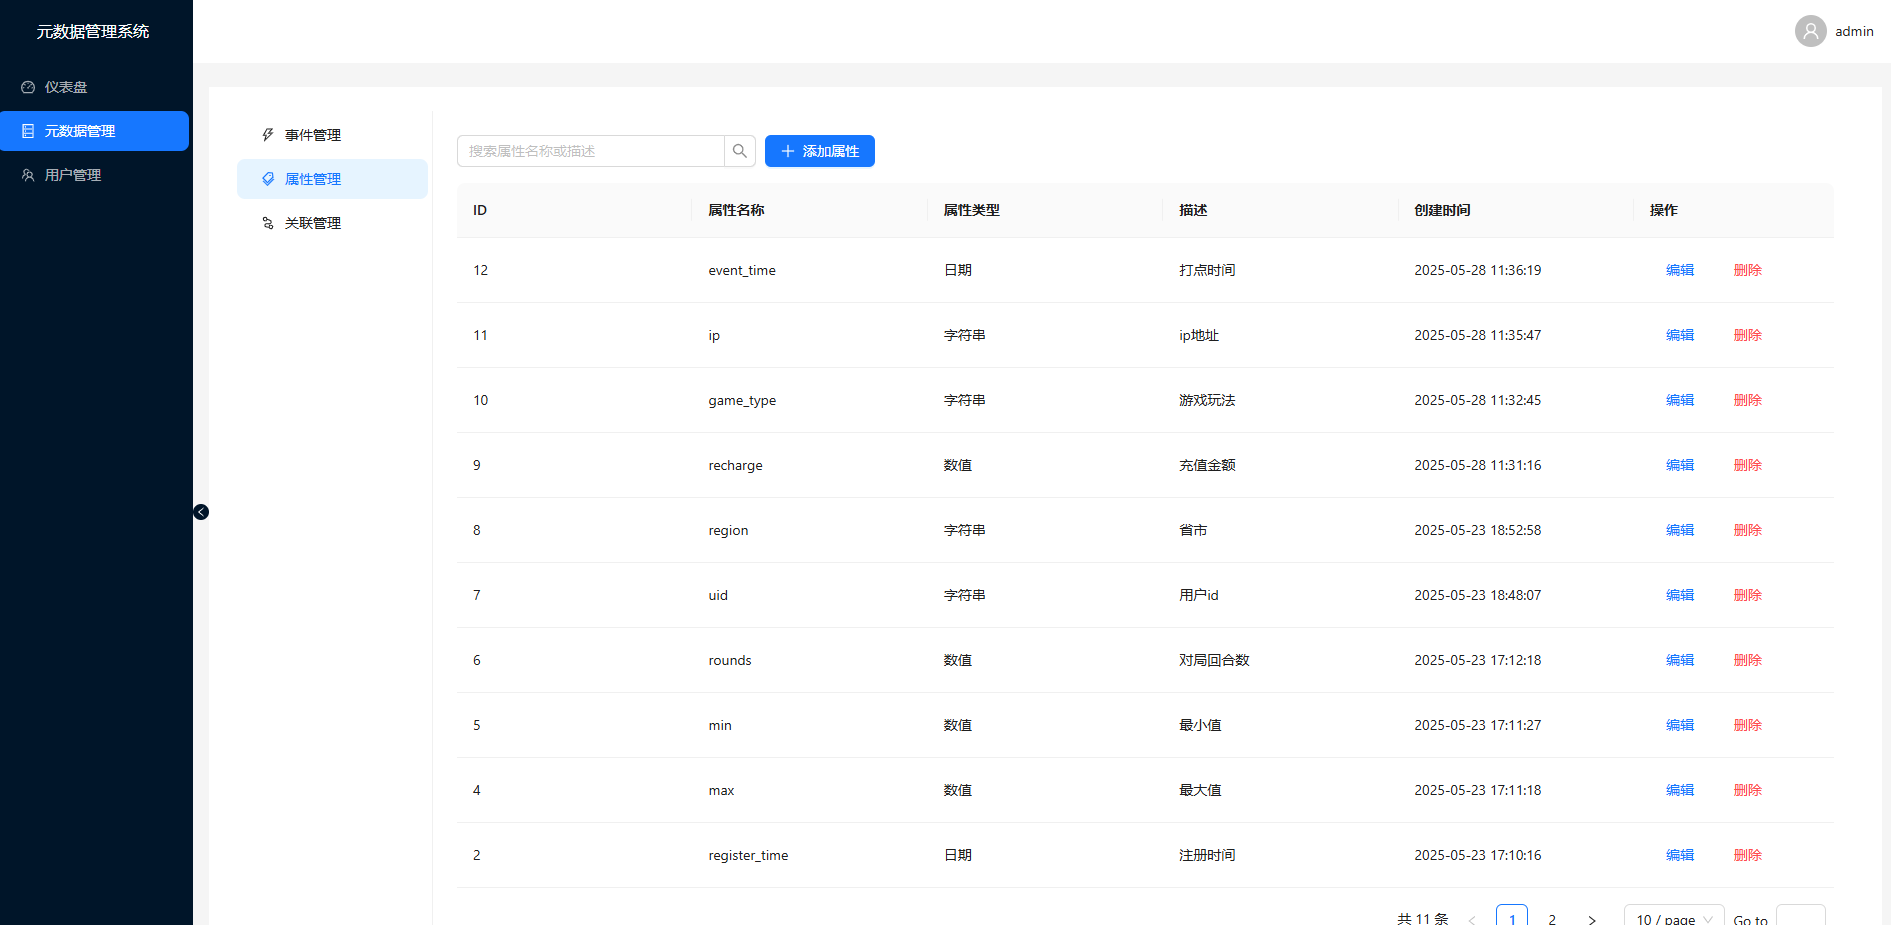 元数据管理系统
admin
仪表盘
元数据管理
用户管理
事件管理
属性管理
关联管理
搜索属性名称或描述
添加属性
ID 属性名称 属性类型 描述 创建时间 操作
12 event_time 日期 打点时间 2025-05-28 11:36:19 编辑 删除
11 ip 字符串 ip地址 2025-05-28 11:35:47 编辑 删除
10 game_type 字符串 游戏玩法 2025-05-28 11:32:45 编辑 删除
9 recharge 数值 充值金额 2025-05-28 11:31:16 编辑 删除
8 region 字符串 省市 2025-05-23 18:52:58 编辑 删除
7 uid 字符串 用户id 2025-05-23 18:48:07 编辑 删除
6 rounds 数值 对局回合数 2025-05-23 17:12:18 编辑 删除
5 min 数值 最小值 2025-05-23 17:11:27 编辑 删除
4 max 数值 最大值 2025-05-23 17:11:18 编辑 删除
2 register_time 日期 注册时间 2025-05-23 17:10:16 编辑 删除
共 11 条 < 1 2 > 10 / page Go to